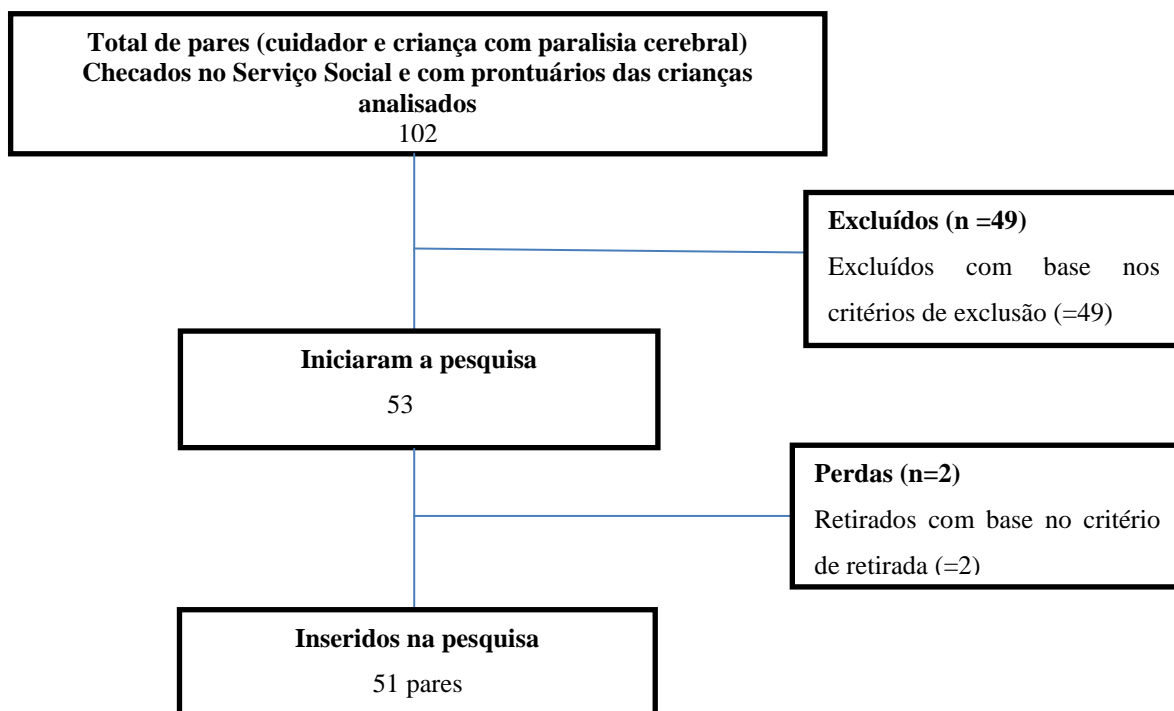 Total de pares (cuidador e criança com paralisia cerebral)
Checados no Serviço Social e com prontuários das crianças
analisados
102
Excluídos (n =49)
Excluídos com base nos
critérios de exclusão (=49)
Iniciaram a pesquisa
53
Perdas (n=2)
Retirados com base no critério
de retirada (=2)
Inseridos na pesquisa
51 pares